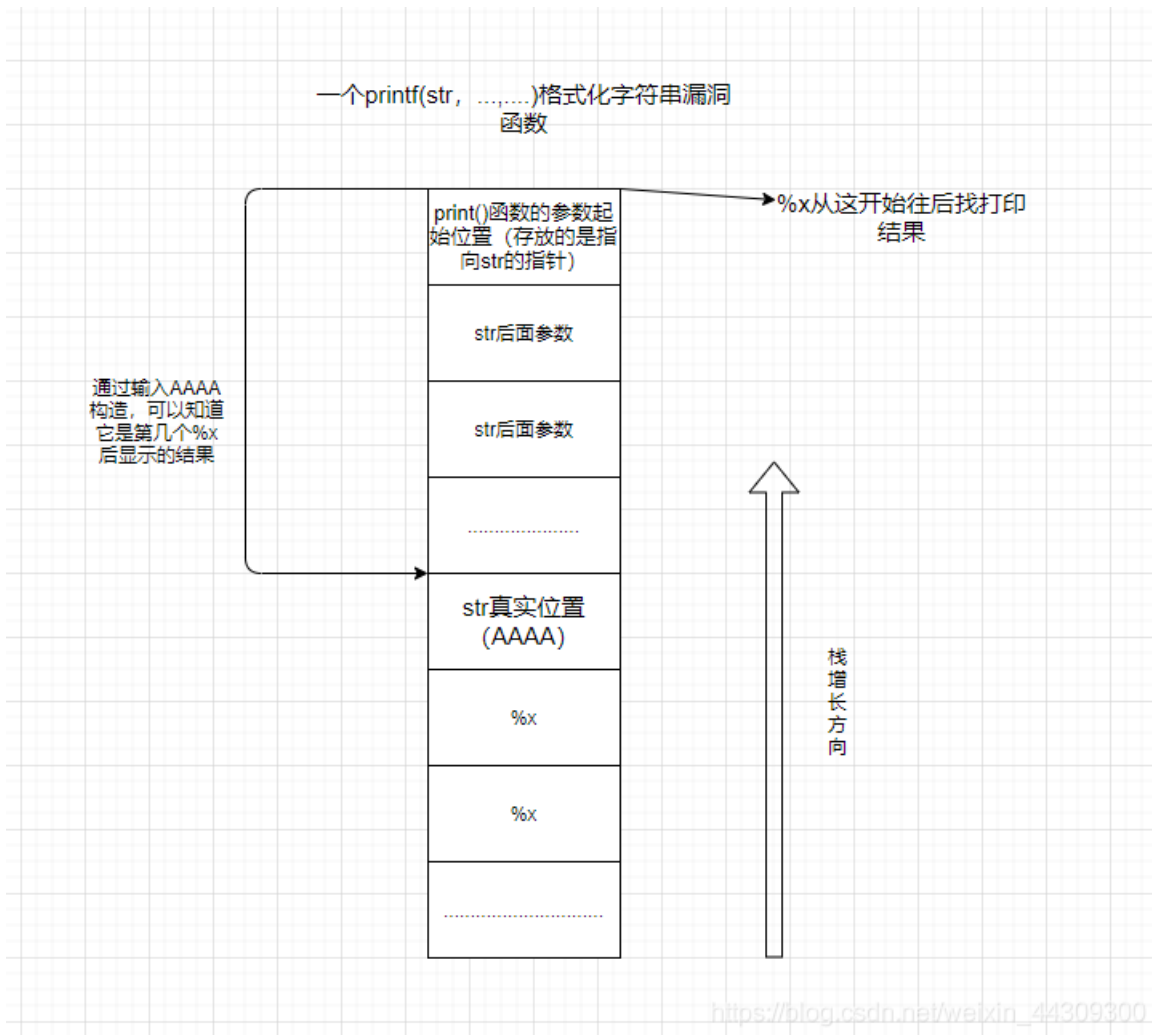 一个printf(str，...,....)格式化字符串漏洞
函数
print()函数的参数起
始位置（存放的是指
向str的指针）
%x从这开始往后找打印
结果
str后面参数
str后面参数
通过输入AAAA
构造，可以知道
它是第几个%x
后显示的结果
.....................
str真实位置
（AAAA）
%x
%x
..............................
栈
增
长
方
向
https://blog.csdn.net/weixin_44309300